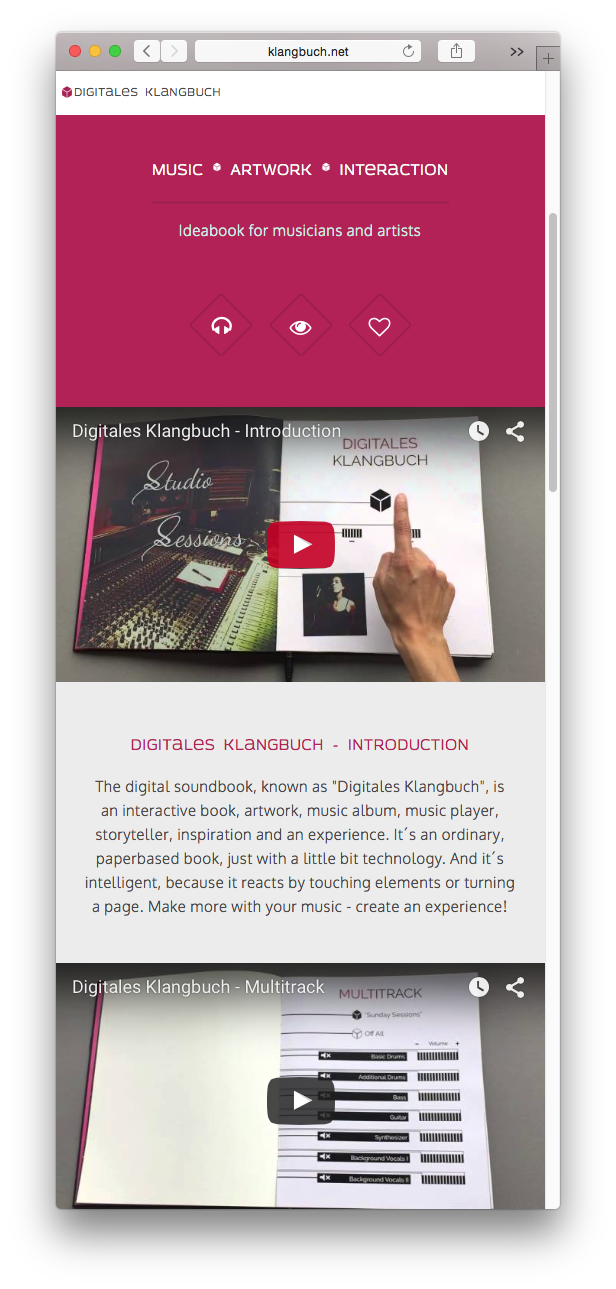 klangbuch.net
DIGITALES KLANGBUCH
MUSIC ARTWORK INTERACTION
Ideabook for musicians and artists
Digitales Klangbuch - Introduction
Studio
Sessions
DIGITALES
KLANGBUCH
DIGITALES KLANGBUCH - INTRODUCTION
The digital soundbook, known as "Digitales Klangbuch", is
an interactive book, artwork, music album, music player,
storyteller, inspiration and an experience. It´s an ordinary,
paperbased book, just with a little bit technology. And it´s
intelligent, because it reacts by touching elements or turning
a page. Make more with your music - create an experience!
Digitales Klangbuch - Multitrack
MULTITRACK
"Sunday Sessions"
Off All
- Volume +
Basic Drums
Additional Drums
Bass
Guitar
Synthesizer
Background Vocals I
Background Vocals II